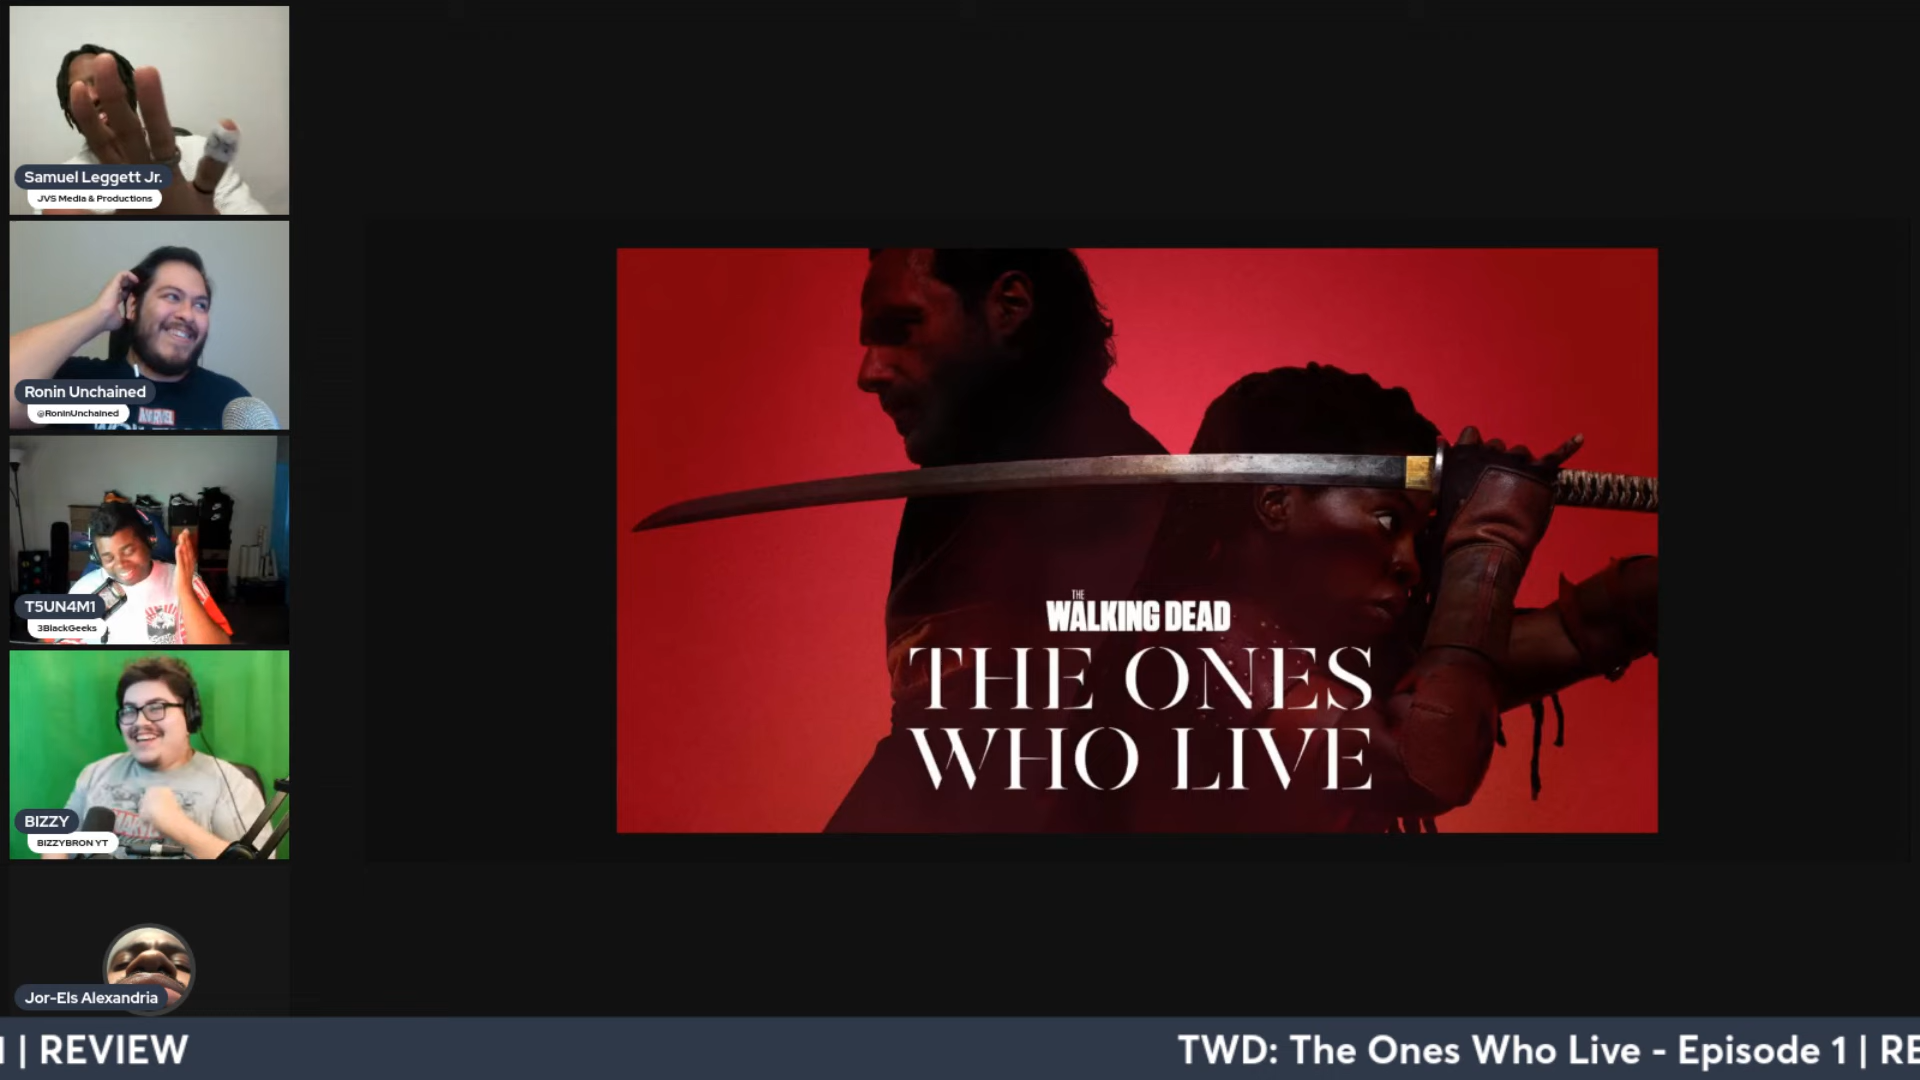 Samuel Leggett Jr.
JVS Media & Productions
Ronin Unchained
@RoninUnchained
T5UN4M1
3BlackGeeks
BIZZY
BIZZYBRON YT
Jor-Els Alexandria
THE
WALKING DEAD
THE ONES
WHO LIVE
| REVIEW
TWD: The Ones Who Live - Episode 1 | RE